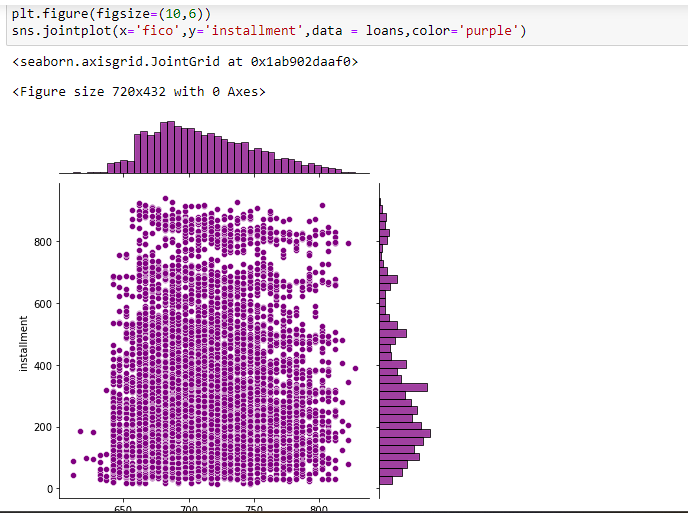 plt.figure(figsize=(10,6))
sns.jointplot(x='fico',y='installment',data = loans,color='purple')
<seaborn.axisgrid.JointGrid at 0x1ab902daaf0>
<Figure size 720x432 with 0 Axes>
800
600
installment
400
200
0
650 700 750 800